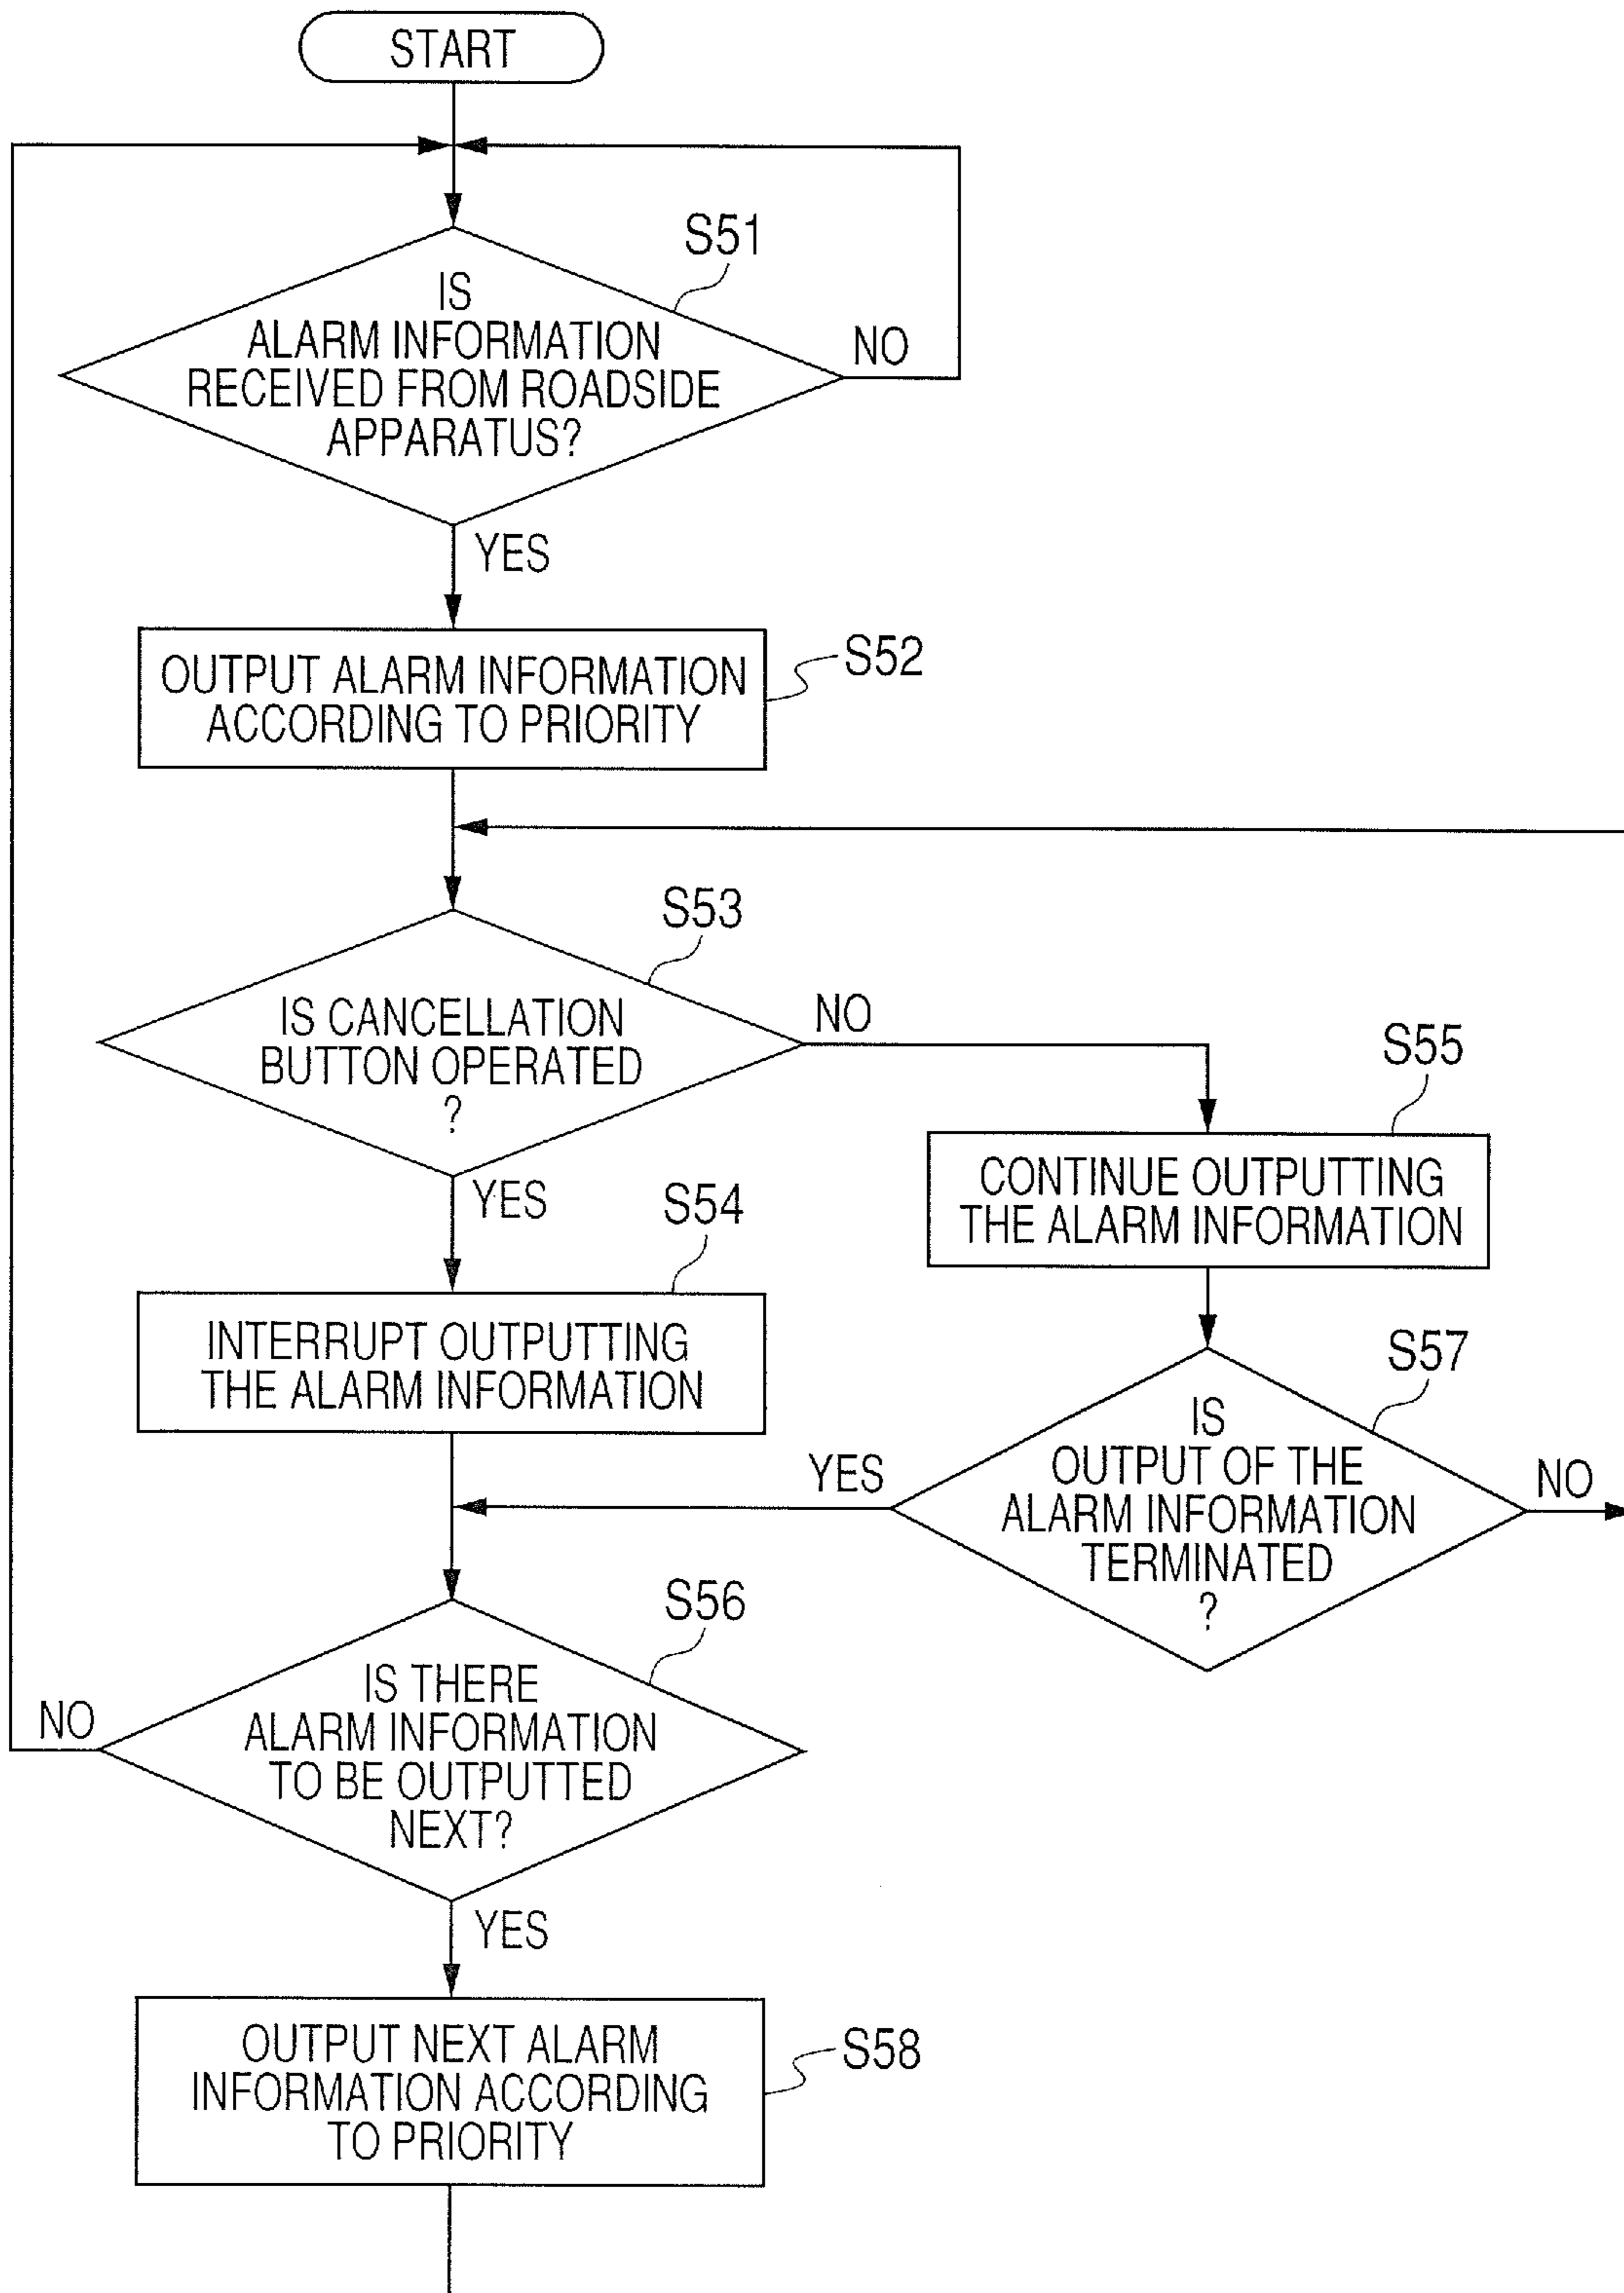 START
S51
IS
ALARM INFORMATION
RECEIVED FROM ROADSIDE
APPARATUS?
NO
YES
OUTPUT ALARM INFORMATION
ACCORDING TO PRIORITY
S52
S53
IS CANCELLATION
BUTTON OPERATED
?
NO
YES
S55
CONTINUE OUTPUTTING
THE ALARM INFORMATION
S54
INTERRUPT OUTPUTTING
THE ALARM INFORMATION
S57
IS
OUTPUT OF THE
ALARM INFORMATION
TERMINATED
?
YES
NO
S56
IS THERE
ALARM INFORMATION
TO BE OUTPUTTED
NEXT?
NO
YES
OUTPUT NEXT ALARM
INFORMATION ACCORDING
TO PRIORITY
S58